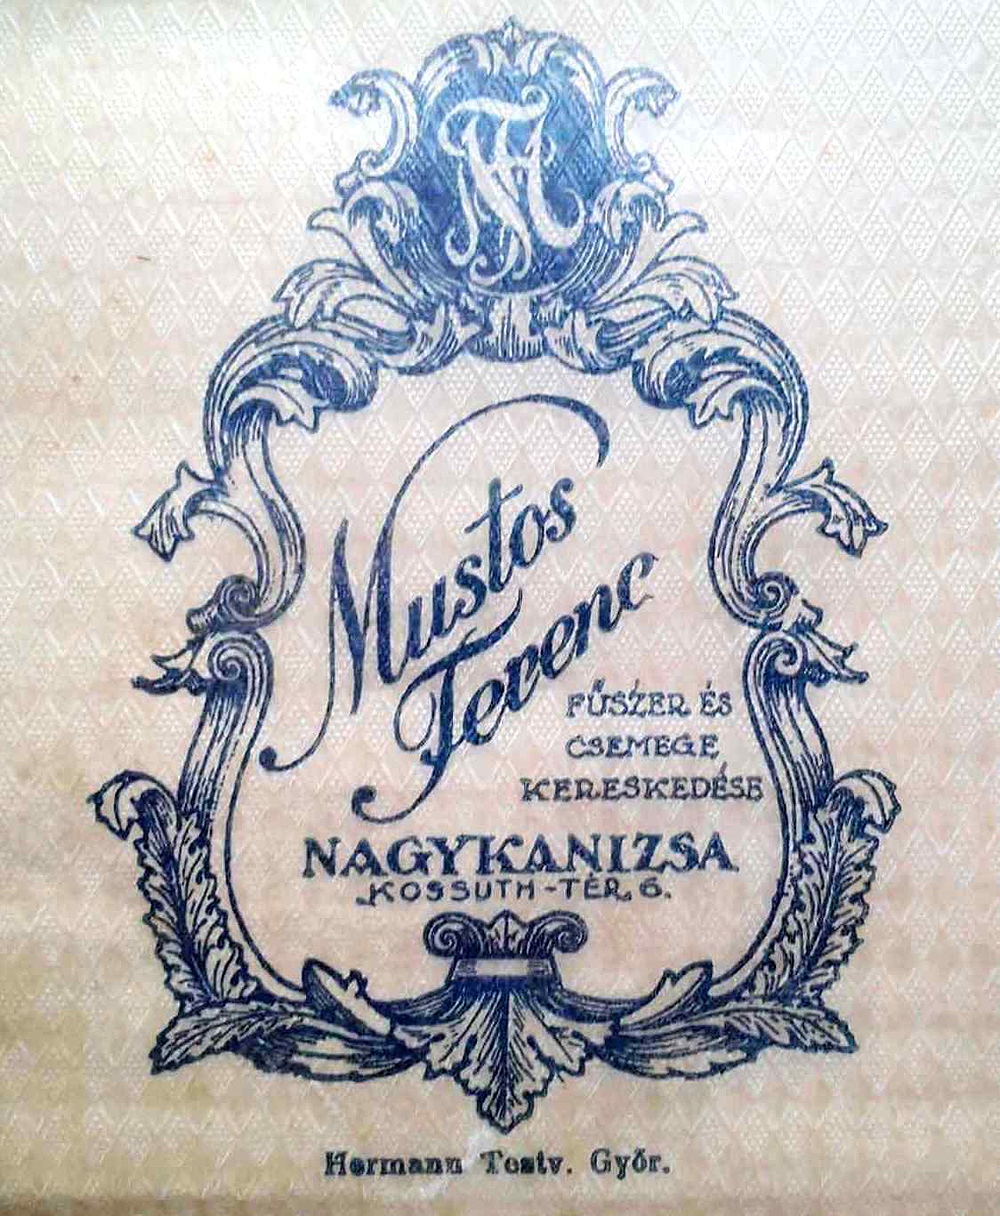 Mustos
Ferenc
FŰSZER ÉS
CSEMEGE
KERESKEDÉSE
NAGYKANIZSA
KOSSUTH-TÉR 6.
Hermann Testv. Győr.